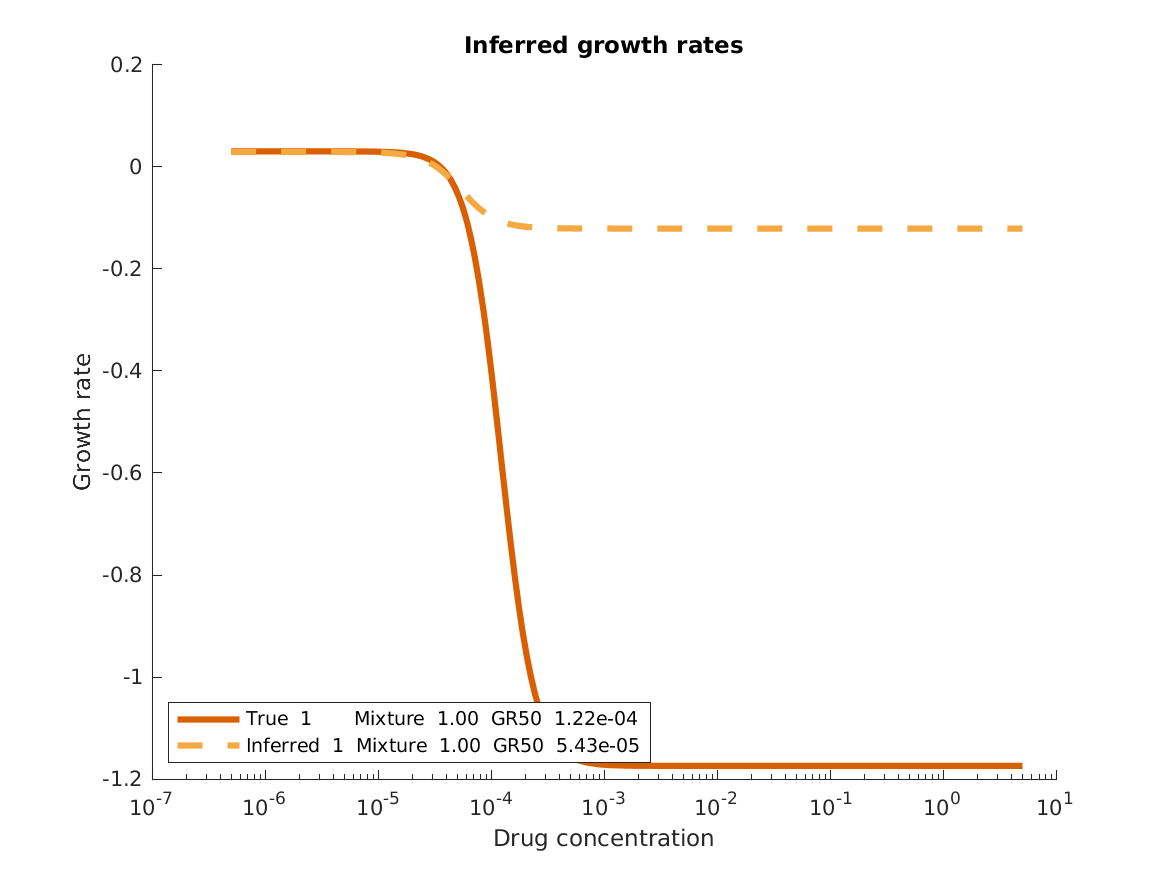 Inferred growth rates
0.2
0
-0.2
-0.4
-0.6
-0.8
-1
-1.2
Growth rate
True 1 Mixture 1.00 GR50 1.22e-04
Inferred 1 Mixture 1.00 GR50 5.43e-05
10^-7 10^-6 10^-5 10^-4 10^-3 10^-2 10^-1 10^0 10^1
Drug concentration